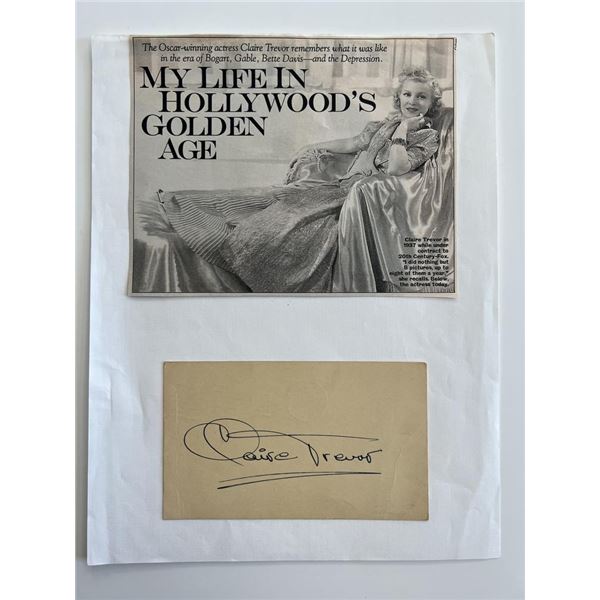 The Oscar-winning actress Claire Trevor remembers what it was like
in the era of Bogart, Gable, Bette Davis—and the Depression.
MY LIFE IN
HOLLYWOOD'S
GOLDEN
AGE
Claire Trevor in
1937 while under
contract to
20th Century-Fox.
"I did nothing but
B pictures, up to
eight of them a year,"
she recalls. Below,
the actress today.
Claire Trevor